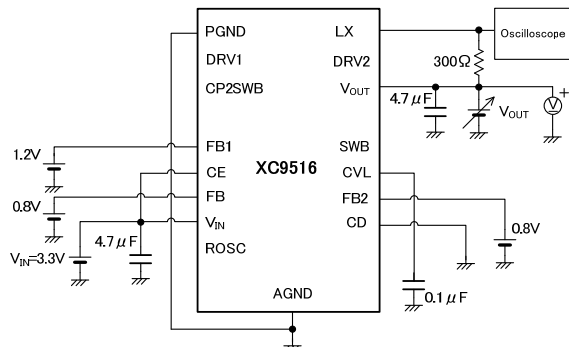 PGND
LX
Oscilloscope
DRV1
DRV2
300Ω
CP2SWB
VOUT
4.7μF
VOUT
V
+
FB1
SWB
1.2V
CE
XC9516
CVL
FB
FB2
0.8V
VIN
CD
0.8V
VIN=3.3V
4.7μF
ROSC
AGND
0.1μF